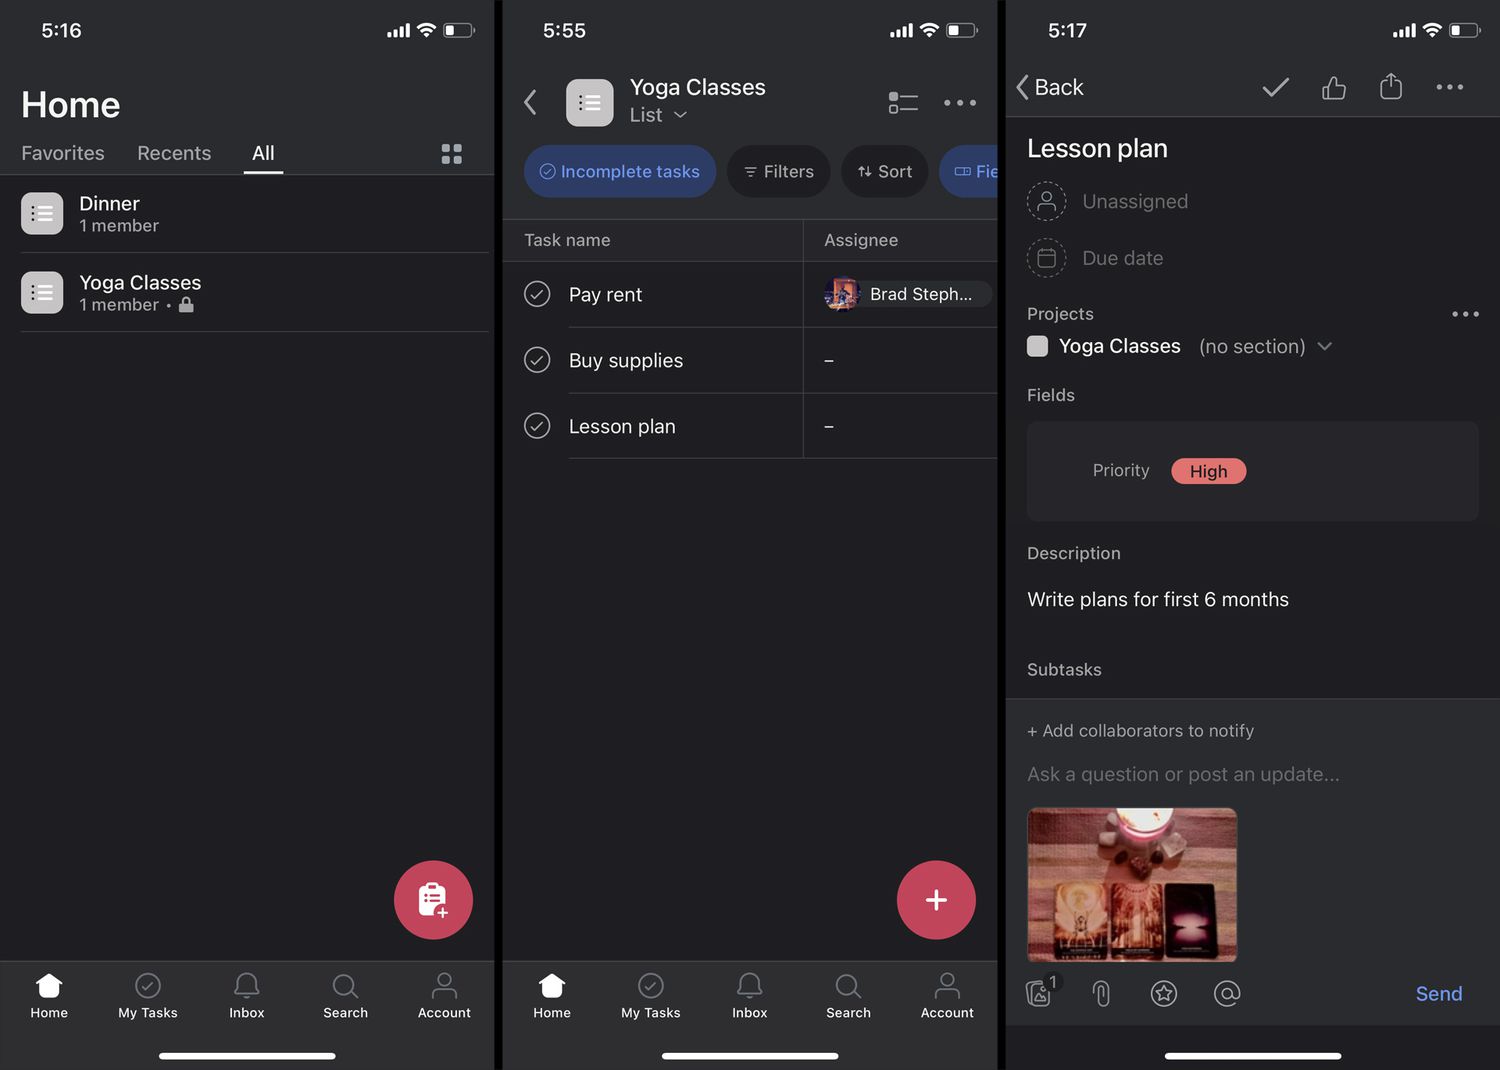 5:16
Home
Favorites Recents All
Dinner
1 member
Yoga Classes
1 member •
Home My Tasks Inbox Search Account
5:55
Yoga Classes
List
Incomplete tasks Filters Sort Fie
Task name Assignee
Pay rent Brad Steph...
Buy supplies –
Lesson plan –
Home My Tasks Inbox Search Account
5:17
Back
Lesson plan
Unassigned
Due date
Projects
Yoga Classes (no section)
Fields
Priority High
Description
Write plans for first 6 months
Subtasks
+ Add collaborators to notify
Ask a question or post an update...
1
Send